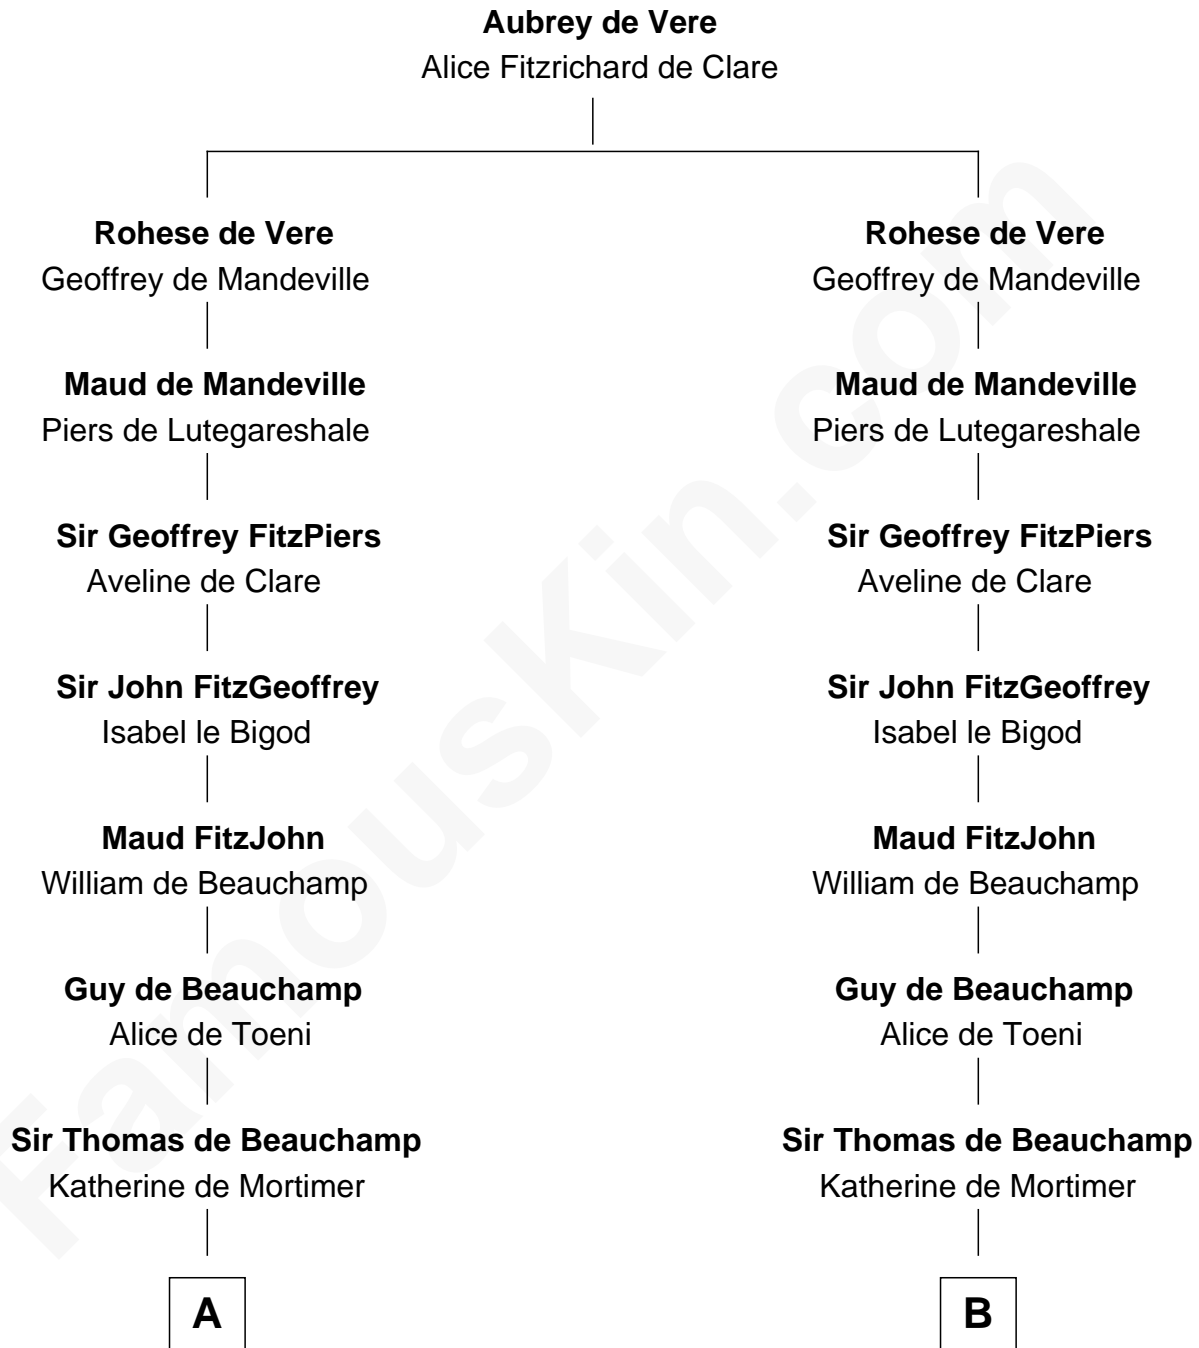 Aubrey de Vere
Alice Fitzrichard de Clare
Rohese de Vere
Geoffrey de Mandeville
Rohese de Vere
Geoffrey de Mandeville
Maud de Mandeville
Piers de Lutegareshale
Maud de Mandeville
Piers de Lutegareshale
Sir Geoffrey FitzPiers
Aveline de Clare
Sir Geoffrey FitzPiers
Aveline de Clare
Sir John FitzGeoffrey
Isabel le Bigod
Sir John FitzGeoffrey
Isabel le Bigod
Maud FitzJohn
William de Beauchamp
Maud FitzJohn
William de Beauchamp
Guy de Beauchamp
Alice de Toeni
Guy de Beauchamp
Alice de Toeni
Sir Thomas de Beauchamp
Katherine de Mortimer
Sir Thomas de Beauchamp
Katherine de Mortimer
A
B
FamousKin.com